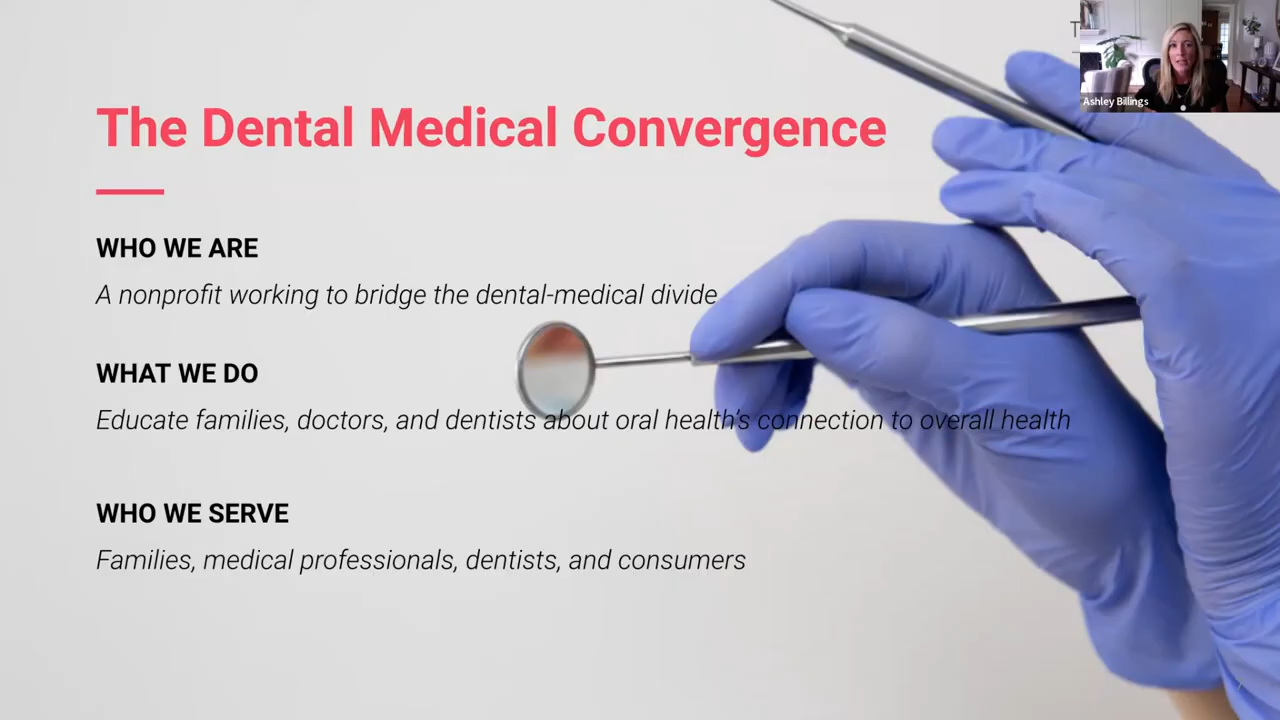 The Dental Medical Convergence
WHO WE ARE
A nonprofit working to bridge the dental-medical divide
WHAT WE DO
Educate families, doctors, and dentists about oral health's connection to overall health
WHO WE SERVE
Families, medical professionals, dentists, and consumers
Ashley Billings